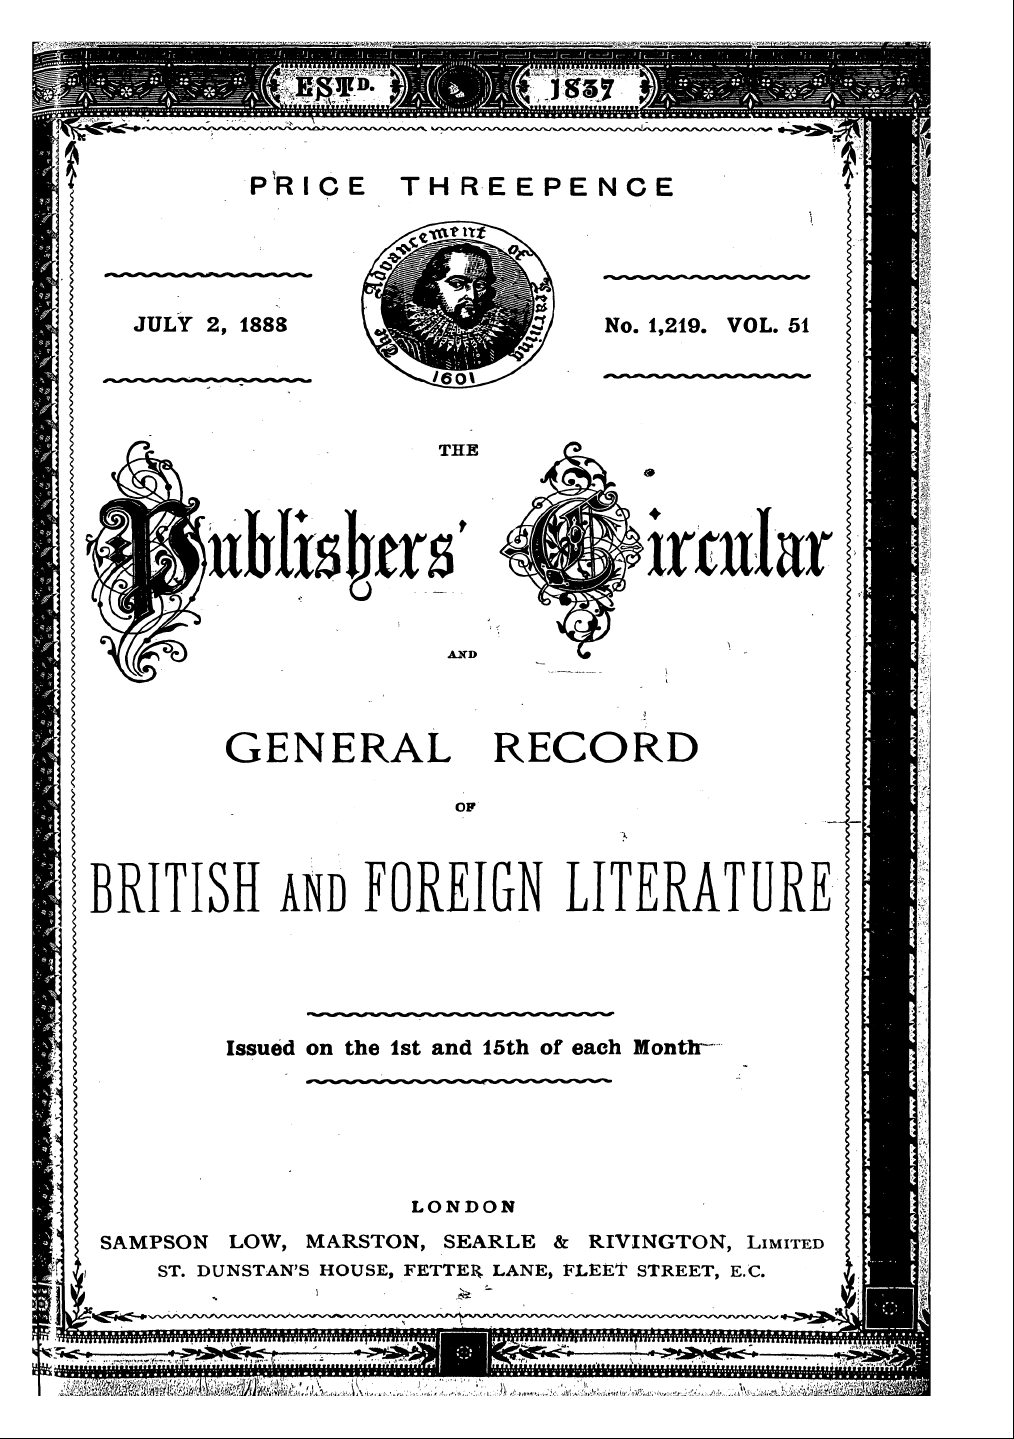 ESTD. 1837
PRICE THREEPENCE
The Advancement of Learning
1601
JULY 2, 1888
No. 1,219. VOL. 51
THE
Publishers' Circular
AND
GENERAL RECORD
OF
BRITISH AND FOREIGN LITERATURE
Issued on the 1st and 15th of each Month
LONDON
SAMPSON LOW, MARSTON, SEARLE & RIVINGTON, LIMITED
ST. DUNSTAN'S HOUSE, FETTER LANE, FLEET STREET, E.C.